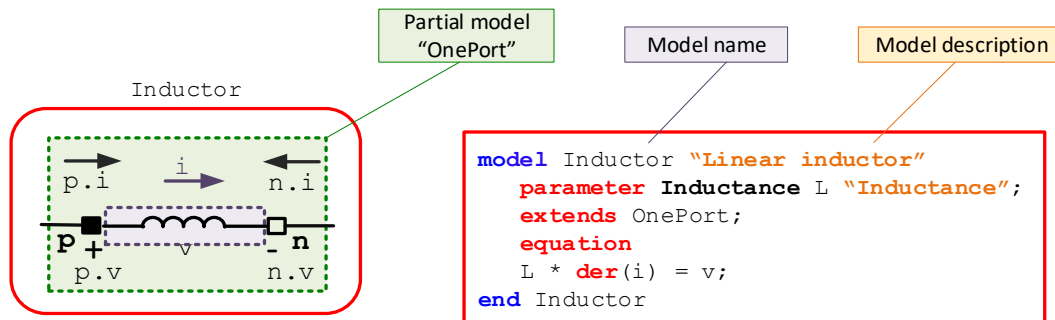 Partial model
“OnePort”
Model name
Model description
Inductor
p.i
i
n.i
p
+
v
-
n
p.v
n.v
model Inductor “Linear inductor”
parameter Inductance L “Inductance”;
extends OnePort;
equation
L * der(i) = v;
end Inductor